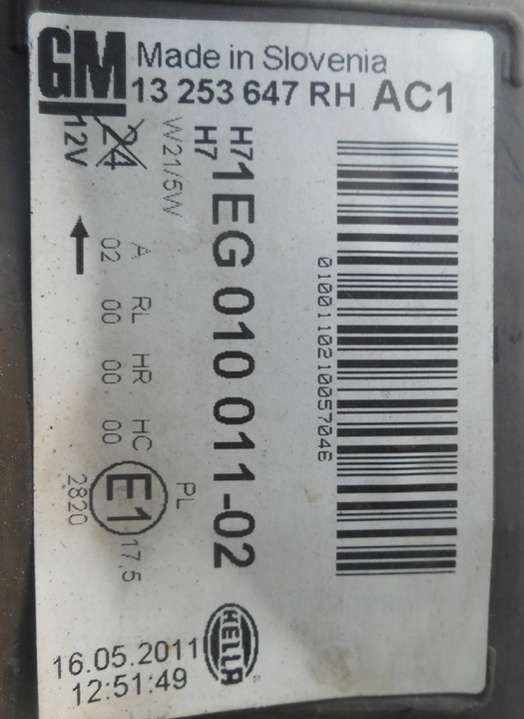 GM
Made in Slovenia
13 253 647 RH AC1
H7
H7
W21/5W
24
12V
1EG 010 011-02
A RL HR HC PL
02 00 00 00
E1
17,5
2820
0100110210057046
16.05.2011
12:51:49
HELLA